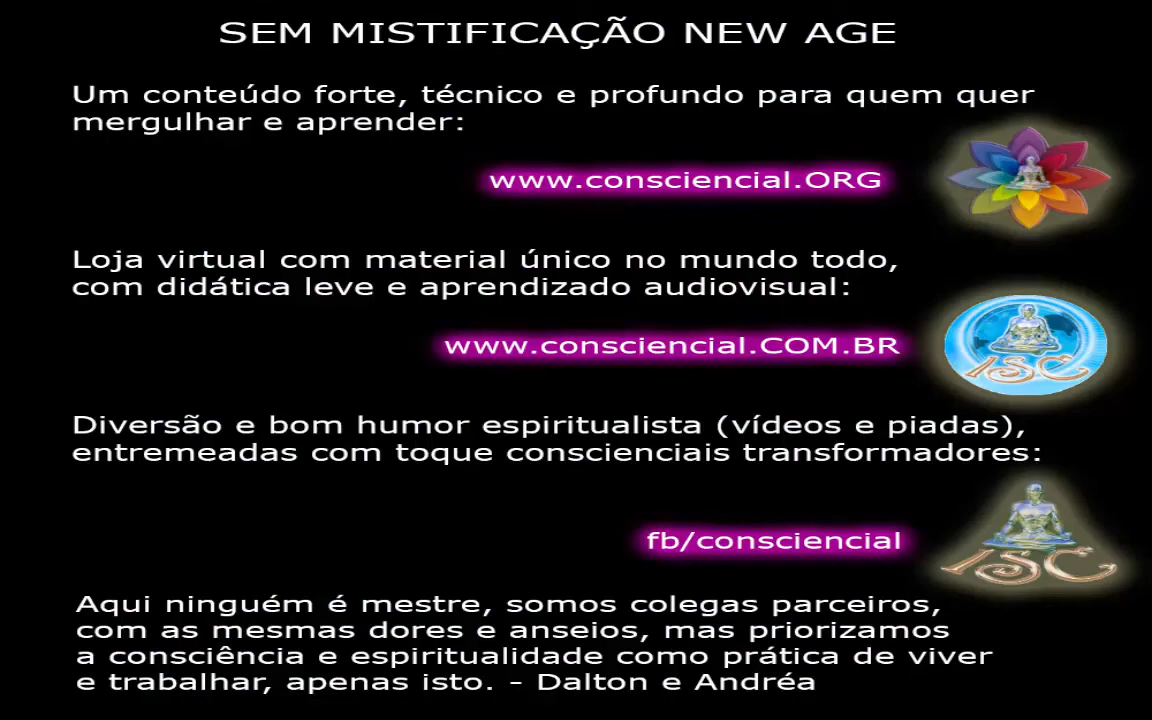 SEM MISTIFICAÇÃO NEW AGE
Um conteúdo forte, técnico e profundo para quem quer
mergulhar e aprender:
www.consciencial.ORG
Loja virtual com material único no mundo todo,
com didática leve e aprendizado audiovisual:
www.consciencial.COM.BR
ISC
Diversão e bom humor espiritualista (vídeos e piadas),
entremeadas com toque conscienciais transformadores:
fb/consciencial
ISC
Aqui ninguém é mestre, somos colegas parceiros,
com as mesmas dores e anseios, mas priorizamos
a consciência e espiritualidade como prática de viver
e trabalhar, apenas isto. - Dalton e Andréa